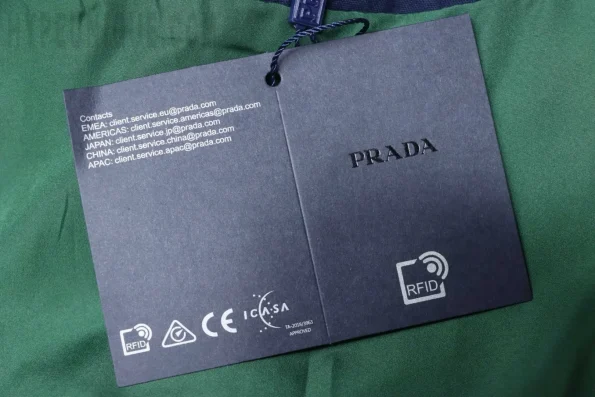 Contacts
EMEA: client.service.eu@prada.com
AMERICAS: client.service.americas@prada.com
JAPAN: client.service.jp@prada.com
CHINA: client.service.china@prada.com
APAC: client.service.apac@prada.com
PRADA
RFID
RFID
CE
ICASA
APPROVED